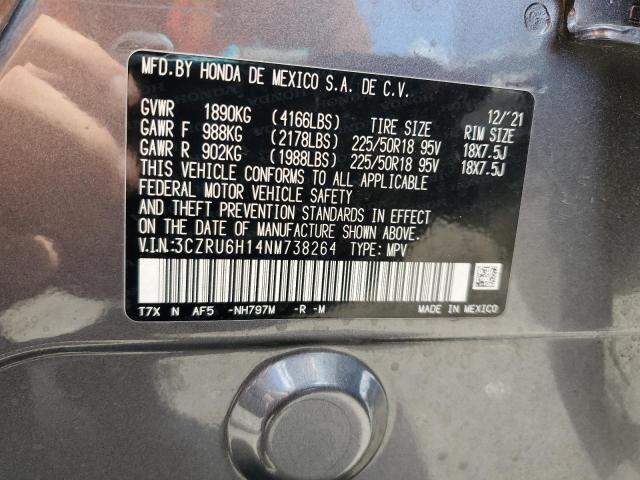 MFD.BY HONDA DE MEXICO S.A. DE C.V.
12/'21
GVWR 1890KG (4166LBS) TIRE SIZE RIM SIZE
GAWR F 988KG (2178LBS) 225/50R18 95V 18X7.5J
GAWR R 902KG (1988LBS) 225/50R18 95V 18X7.5J
THIS VEHICLE CONFORMS TO ALL APPLICABLE
FEDERAL MOTOR VEHICLE SAFETY
AND THEFT PREVENTION STANDARDS IN EFFECT
ON THE DATE OF MANUFACTURE SHOWN ABOVE.
V.I.N:3CZRU6H14NM738264 TYPE: MPV
T7X N AF5 -NH797M -R -M MADE IN MEXICO